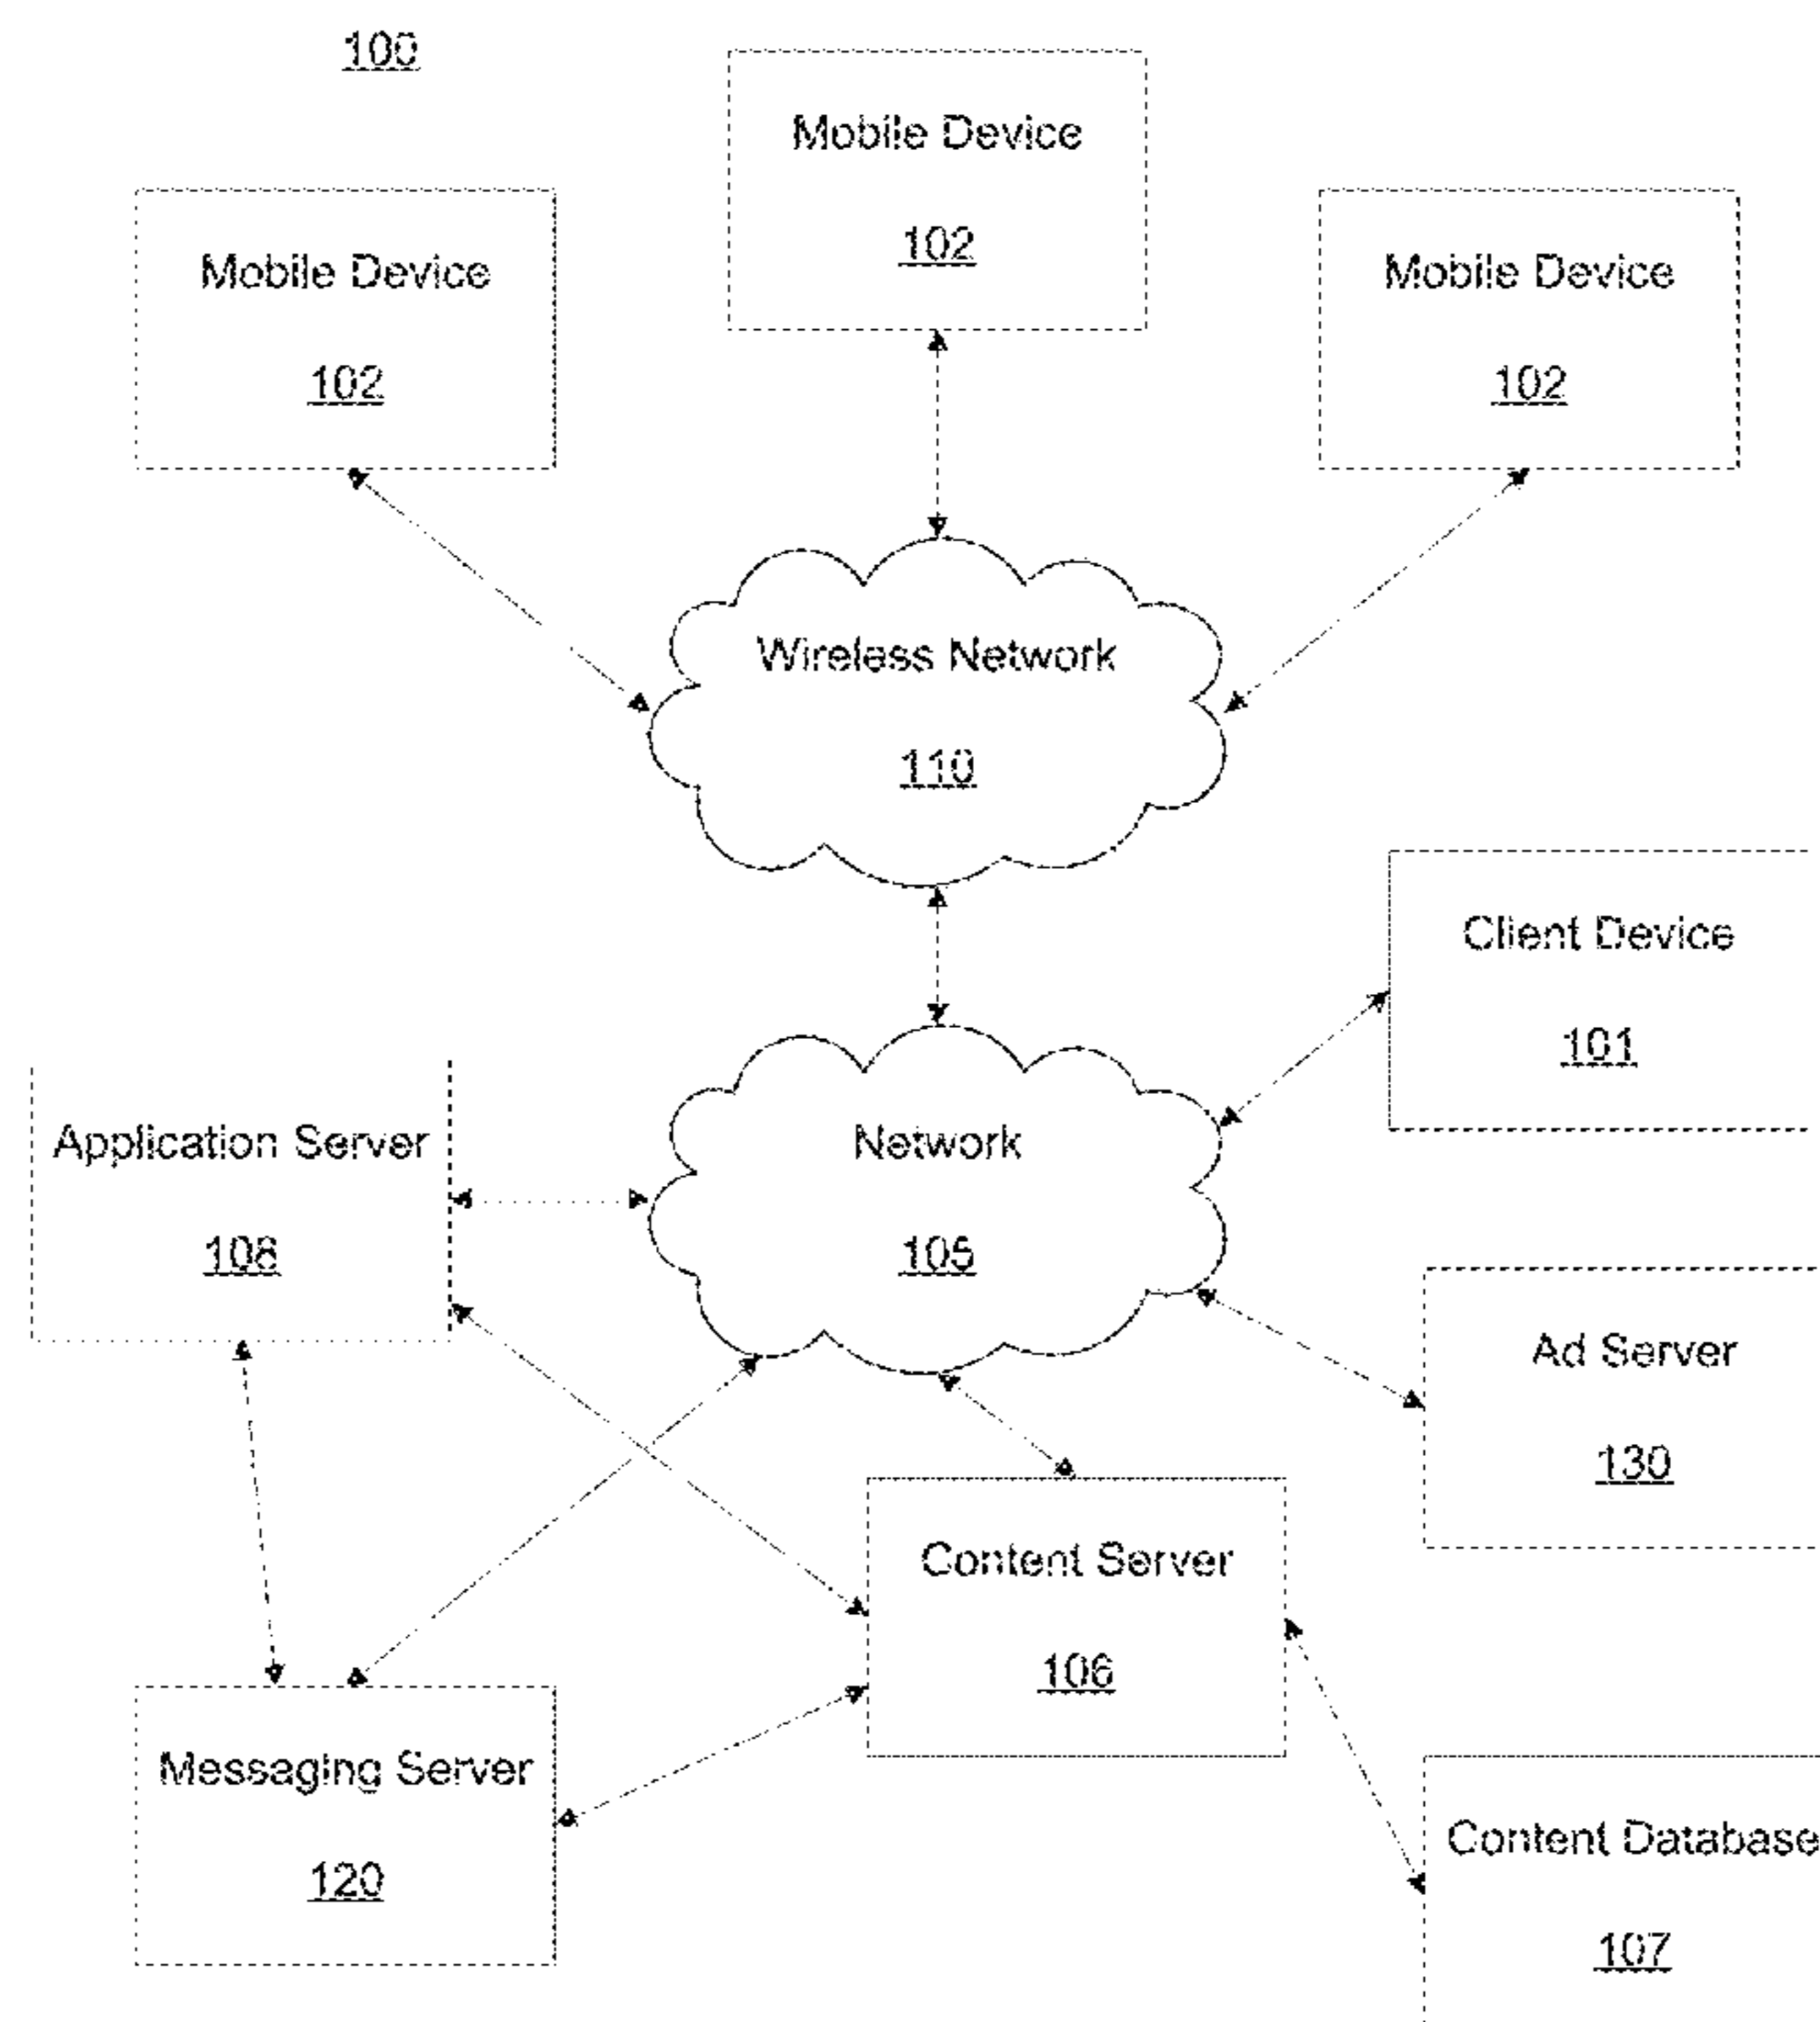 100
Mobile Device
102
Mobile Device
102
Mobile Device
102
Wireless Network
110
Client Device
101
Application Server
108
Network
105
Ad Server
130
Content Server
106
Messaging Server
120
Content Database
107